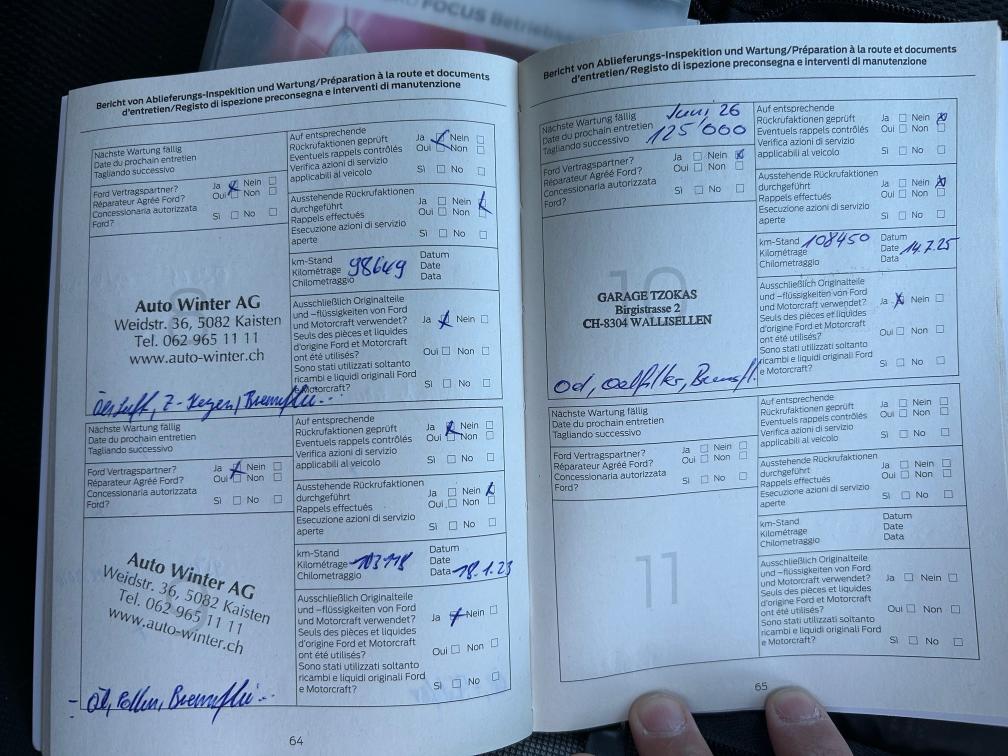 FOCUS Betriebs
Bericht von Ablieferungs-Inspekition und Wartung/Préparation à la route et documents
d'entretien/Registo di ispezione preconsegna e interventi di manutenzione
Nächste Wartung fällig
Date du prochain entretien
Tagliando successivo
Auf entsprechende
Rückrufaktionen geprüft
Eventuels rappels contrôlés
Verifica azioni di servizio
applicabili al veicolo
Ja Nein
Oui Non
Sì No
Ford Vertragspartner?
Réparateur Agréé Ford?
Concessionaria autorizzata
Ford?
Ja Nein
Oui Non
Sì No
Ausstehende Rückrufaktionen
durchgeführt
Rappels effectués
Esecuzione azioni di servizio
aperte
Ja Nein
Oui Non
Sì No
km-Stand
Kilométrage 98649
Chilometraggio
Datum
Date
Data
Auto Winter AG
Weidstr. 36, 5082 Kaisten
Tel. 062 965 11 11
www.auto-winter.ch
Ausschließlich Originalteile
und –flüssigkeiten von Ford
und Motorcraft verwendet?
Seuls des pièces et liquides
d'origine Ford et Motorcraft
ont été utilisés?
Sono stati utilizzati soltanto
ricambi e liquidi originali Ford
e Motorcraft?
Ja Nein
Oui Non
Sì No
Nächste Wartung fällig
Date du prochain entretien
Tagliando successivo
Auf entsprechende
Rückrufaktionen geprüft
Eventuels rappels contrôlés
Verifica azioni di servizio
applicabili al veicolo
Ja Nein
Oui Non
Sì No
Ford Vertragspartner?
Réparateur Agréé Ford?
Concessionaria autorizzata
Ford?
Ja Nein
Oui Non
Sì No
Ausstehende Rückrufaktionen
durchgeführt
Rappels effectués
Esecuzione azioni di servizio
aperte
Ja Nein
Oui Non
Sì No
km-Stand
Kilométrage 103118
Chilometraggio
Datum
Date
Data 18.1.23
Auto Winter AG
Weidstr. 36, 5082 Kaisten
Tel. 062 965 11 11
www.auto-winter.ch
Ausschließlich Originalteile
und –flüssigkeiten von Ford
und Motorcraft verwendet?
Seuls des pièces et liquides
d'origine Ford et Motorcraft
ont été utilisés?
Sono stati utilizzati soltanto
ricambi e liquidi originali Ford
e Motorcraft?
Ja Nein
Oui Non
Sì No
- Öl, Pollen, Bremsflü...
64
Bericht von Ablieferungs-Inspekition und Wartung/Préparation à la route et documents
d'entretien/Registo di ispezione preconsegna e interventi di manutenzione
Nächste Wartung fällig Juni 26
Date du prochain entretien 125'000
Tagliando successivo
Auf entsprechende
Rückrufaktionen geprüft
Eventuels rappels contrôlés
Verifica azioni di servizio
applicabili al veicolo
Ja Nein
Oui Non
Sì No
Ford Vertragspartner?
Réparateur Agréé Ford?
Concessionaria autorizzata
Ford?
Ja Nein
Oui Non
Sì No
Ausstehende Rückrufaktionen
durchgeführt
Rappels effectués
Esecuzione azioni di servizio
aperte
Ja Nein
Oui Non
Sì No
km-Stand 108450
Kilométrage
Chilometraggio
Datum
Date 14.7.25
Data
10
GARAGE TZOKAS
Birgistrasse 2
CH-8304 WALLISELLEN
Ausschließlich Originalteile
und –flüssigkeiten von Ford
und Motorcraft verwendet?
Seuls des pièces et liquides
d'origine Ford et Motorcraft
ont été utilisés?
Sono stati utilizzati soltanto
ricambi e liquidi originali Ford
e Motorcraft?
Ja Nein
Oui Non
Sì No
Oel, Oelfilter, Bremsfl.
Nächste Wartung fällig
Date du prochain entretien
Tagliando successivo
Auf entsprechende
Rückrufaktionen geprüft
Eventuels rappels contrôlés
Verifica azioni di servizio
applicabili al veicolo
Ja Nein
Oui Non
Sì No
Ford Vertragspartner?
Réparateur Agréé Ford?
Concessionaria autorizzata
Ford?
Ja Nein
Oui Non
Sì No
Ausstehende Rückrufaktionen
durchgeführt
Rappels effectués
Esecuzione azioni di servizio
aperte
Ja Nein
Oui Non
Sì No
km-Stand
Kilométrage
Chilometraggio
Datum
Date
Data
11
Ausschließlich Originalteile
und –flüssigkeiten von Ford
und Motorcraft verwendet?
Seuls des pièces et liquides
d'origine Ford et Motorcraft
ont été utilisés?
Sono stati utilizzati soltanto
ricambi e liquidi originali Ford
e Motorcraft?
Ja Nein
Oui Non
Sì No
65